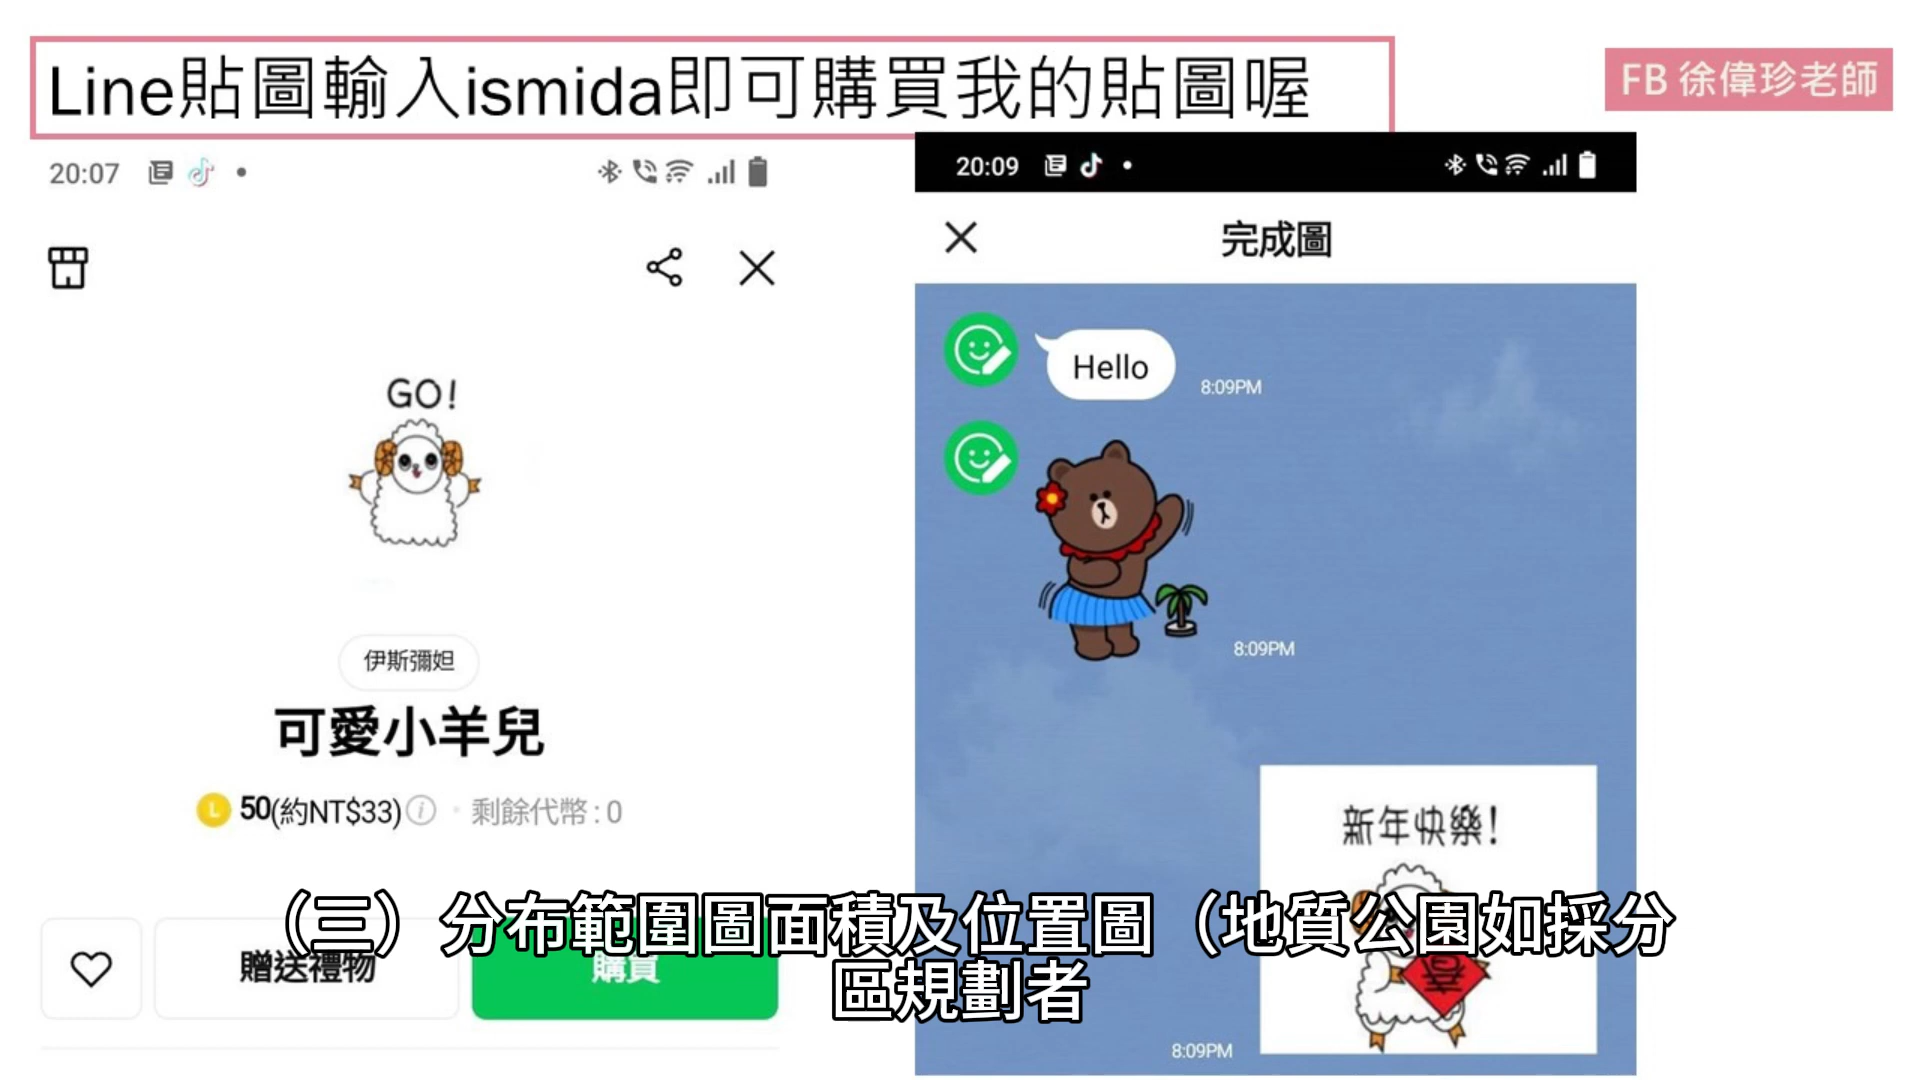 Line貼圖輸入ismida即可購買我的貼圖喔
FB 徐偉珍老師
20:07
GO!
伊斯彌妲
可愛小羊兒
L 50(約NT$33) i · 剩餘代幣 : 0
贈送禮物
購買
20:09
完成圖
Hello
8:09PM
8:09PM
新年快樂!
春
8:09PM
（三）分布範圍圖面積及位置圖（地質公園如採分
區規劃者